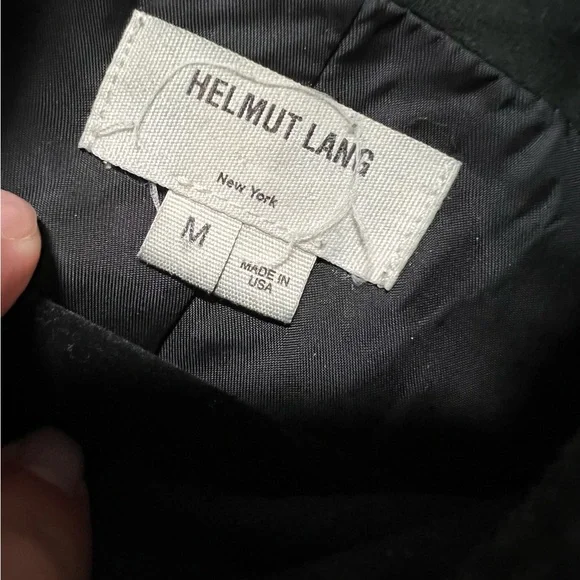 HELMUT LANG
New York
M
MADE IN
USA